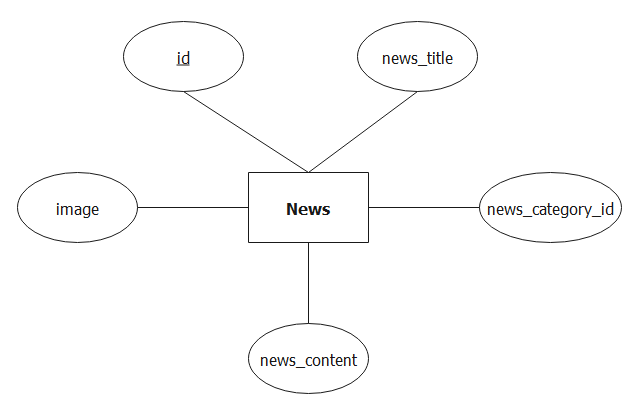 id
news_title
image
News
news_category_id
news_content